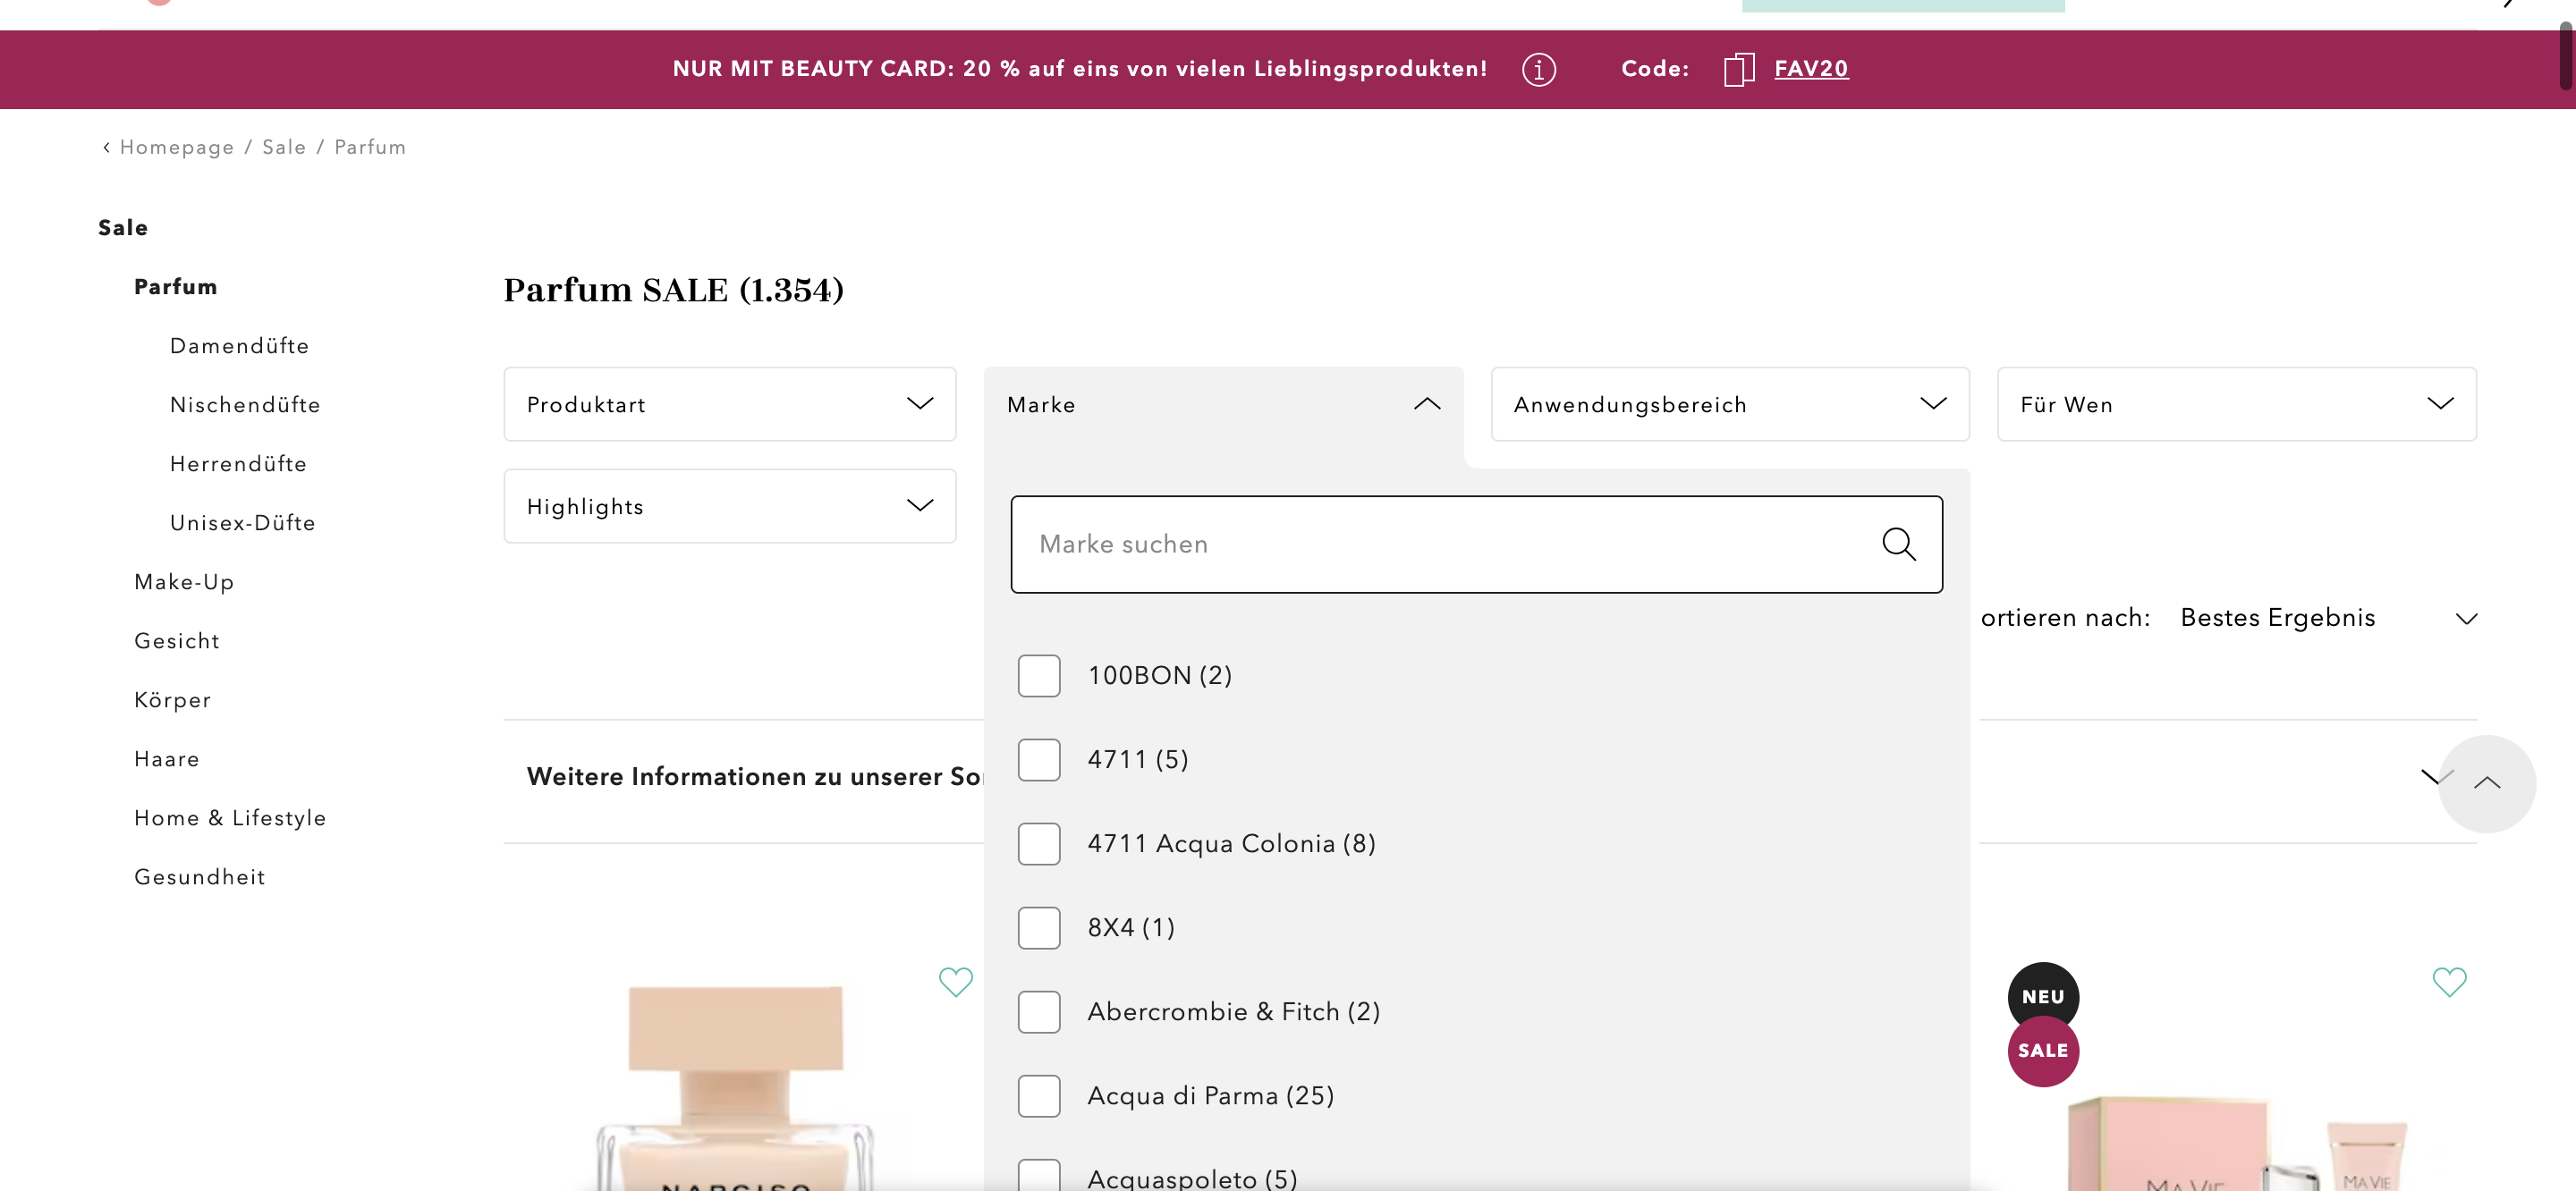 NUR MIT BEAUTY CARD: 20 % auf eins von vielen Lieblingsprodukten!
Code: FAV20
Homepage / Sale / Parfum
Sale
Parfum
Damendüfte
Nischendüfte
Herrendüfte
Unisex-Düfte
Make-Up
Gesicht
Körper
Haare
Home & Lifestyle
Gesundheit
Parfum SALE (1.354)
Produktart
Marke
Anwendungsbereich
Für Wen
Highlights
Marke suchen
100BON (2)
4711 (5)
4711 Acqua Colonia (8)
8X4 (1)
Abercrombie & Fitch (2)
Acqua di Parma (25)
Acquaspoleto (5)
ortieren nach: Bestes Ergebnis
Weitere Informationen zu unserer
NARCISO
NEU
SALE
MA VIE
MA VIE